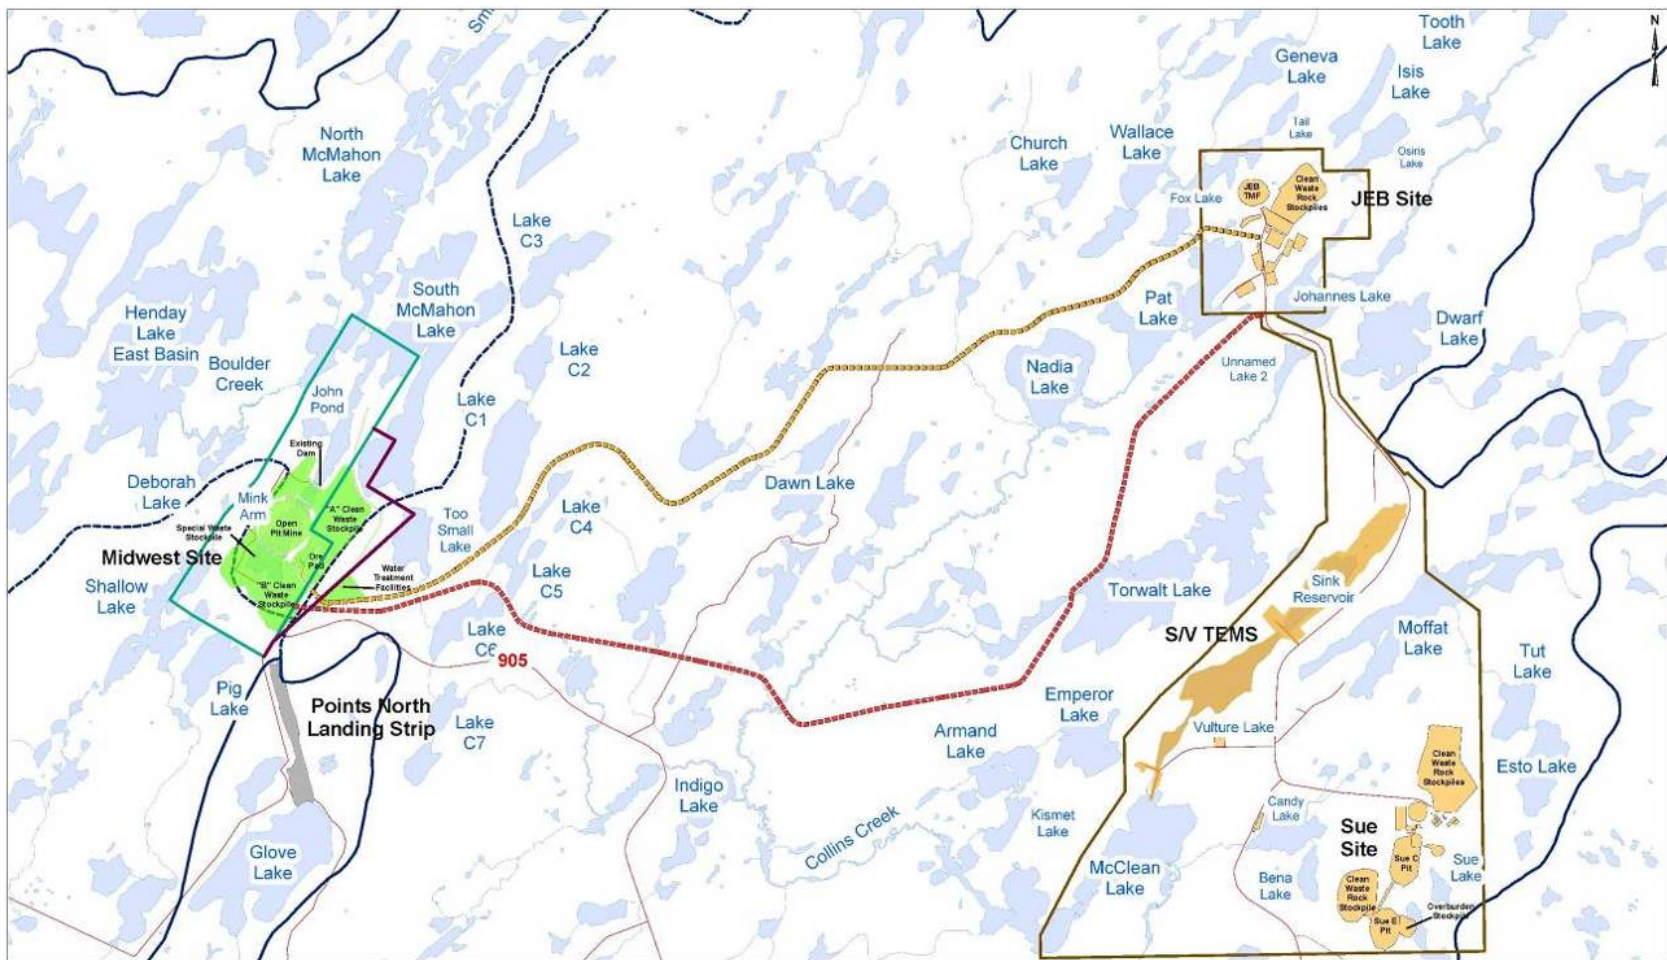 Sm
N
Tooth
Lake
Geneva
Lake
Isis
Lake
Tail
Lake
Osiris
Lake
North
McMahon
Lake
Church
Lake
Wallace
Lake
Fox Lake
JEB
TMF
Clean
Waste
Rock
Stockpiles
JEB Site
Lake
C3
South
McMahon
Lake
Henday
Lake
East Basin
Boulder
Creek
Pat
Lake
Johannes Lake
Dwarf
Lake
Lake
C2
Nadia
Lake
Unnamed
Lake 2
John
Pond
Lake
C1
Existing
Dam
Deborah
Lake
Mink
Arm
Special Waste
Stockpile
Open
Pit Mine
"A" Clean
Waste
Stockpile
Too
Small
Lake
Lake
C4
Dawn Lake
Midwest Site
Ore
Pad
Water
Treatment
Facilities
"B" Clean
Waste
Stockpile
Shallow
Lake
Lake
C5
Torwalt Lake
Sink
Reservoir
S/V TEMS
Moffat
Lake
Tut
Lake
Lake
C6
905
Pig
Lake
Points North
Landing Strip
Lake
C7
Emperor
Lake
Armand
Lake
Vulture Lake
Clean
Waste
Rock
Stockpiles
Esto Lake
Indigo
Lake
Kismet
Lake
Candy
Lake
Collins Creek
Sue
Site
Glove
Lake
McClean
Lake
Bena
Lake
Sue C
Pit
Sue
Lake
Clean
Waste
Rock
Stockpile
Overburden
Stockpile
Sue E
Pit